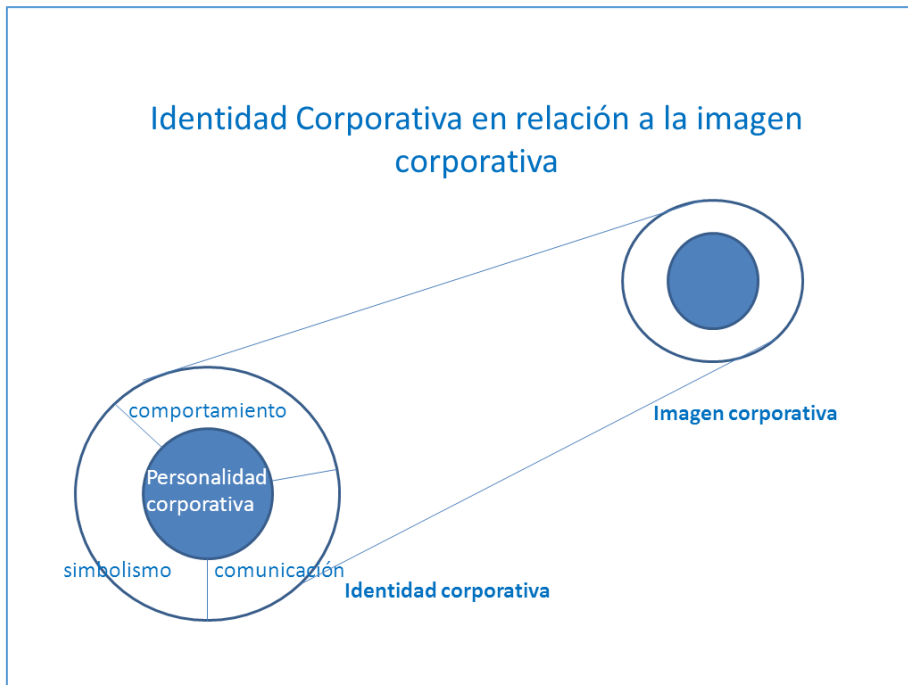 Identidad Corporativa en relación a la imagen
corporativa
comportamiento
Imagen corporativa
Personalidad
corporativa
simbolismo
comunicación
Identidad corporativa